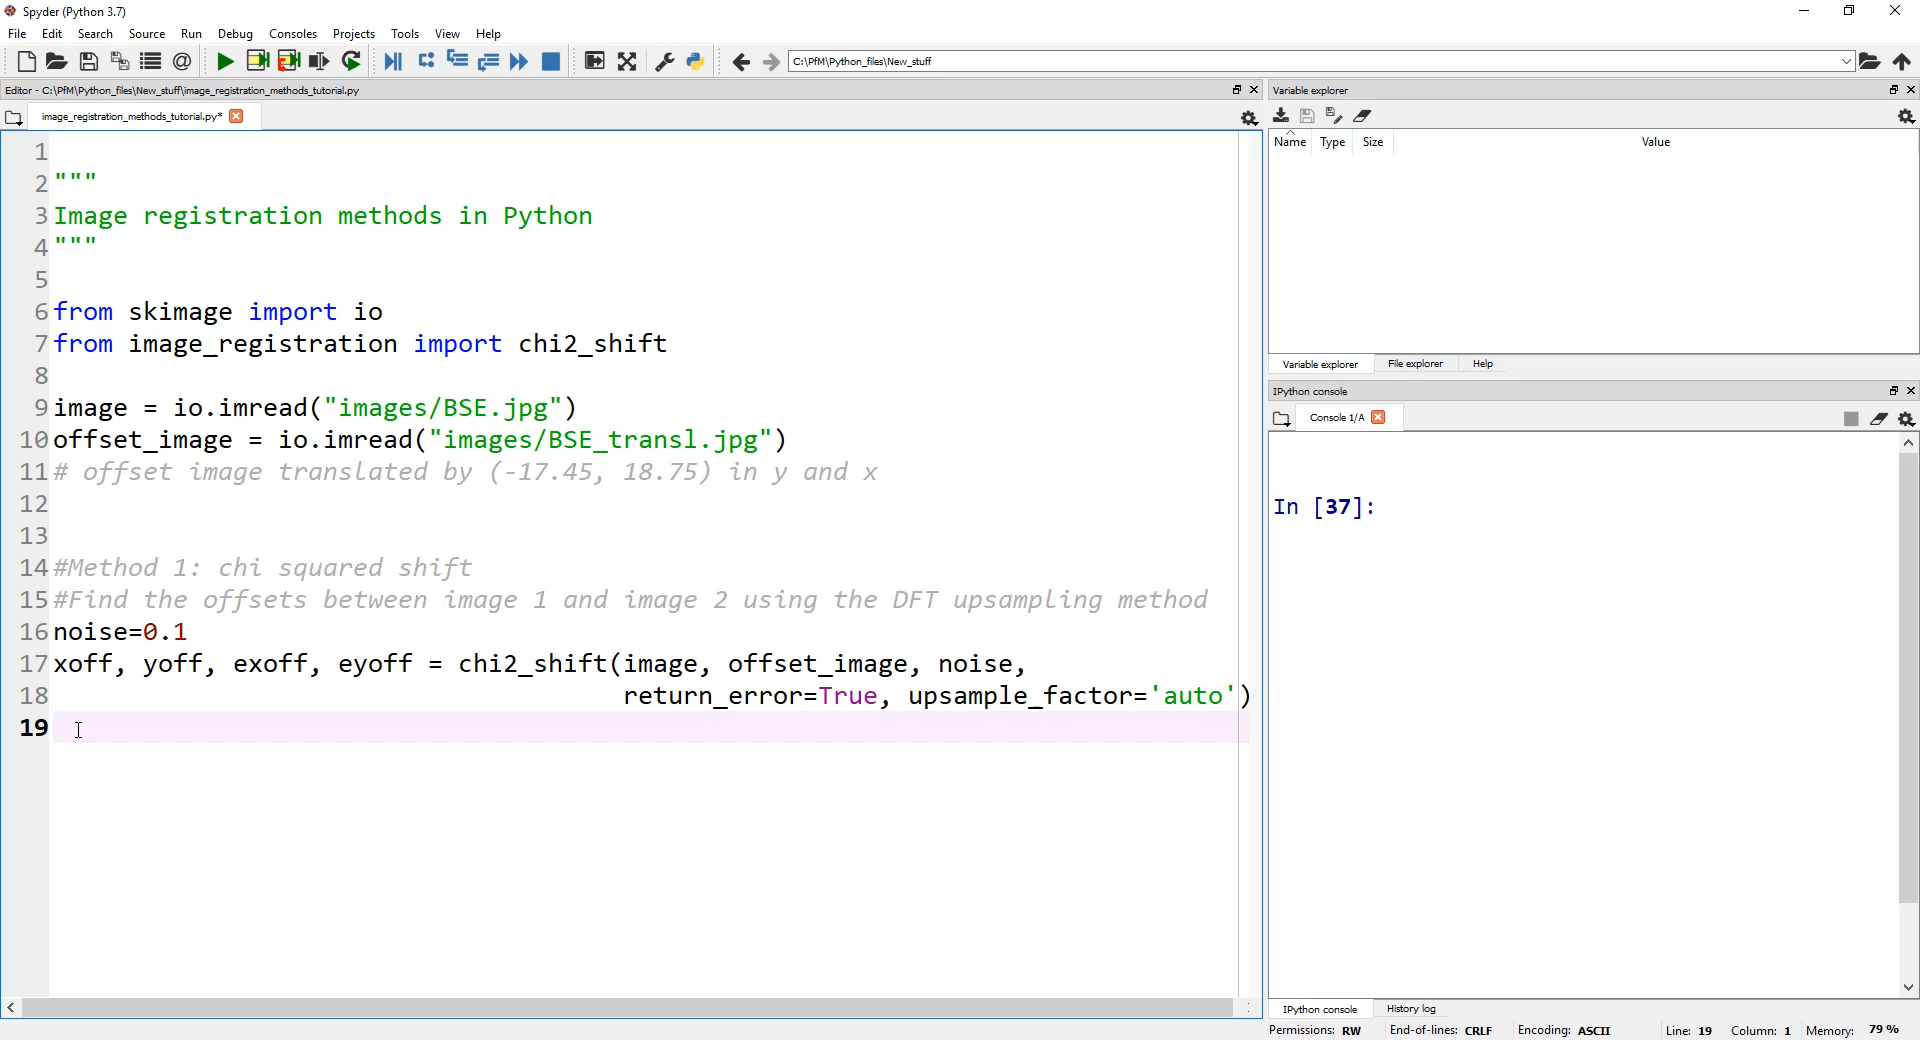 Spyder (Python 3.7)
File Edit Search Source Run Debug Consoles Projects Tools View Help
C:\PfM\Python_files\New_stuff
Editor - C:\PfM\Python_files\New_stuff\image_registration_methods_tutorial.py
image_registration_methods_tutorial.py*
1
2 """
3 Image registration methods in Python
4 """
5
6 from skimage import io
7 from image_registration import chi2_shift
8
9 image = io.imread("images/BSE.jpg")
10 offset_image = io.imread("images/BSE_transl.jpg")
11 # offset image translated by (-17.45, 18.75) in y and x
12
13
14 #Method 1: chi squared shift
15 #Find the offsets between image 1 and image 2 using the DFT upsampling method
16 noise=0.1
17 xoff, yoff, exoff, eyoff = chi2_shift(image, offset_image, noise,
18 return_error=True, upsample_factor='auto')
19
Variable explorer
Name Type Size Value
Variable explorer File explorer Help
IPython console
Console 1/A
In [37]:
IPython console History log
Permissions: RW End-of-lines: CRLF Encoding: ASCII Line: 19 Column: 1 Memory: 79 %